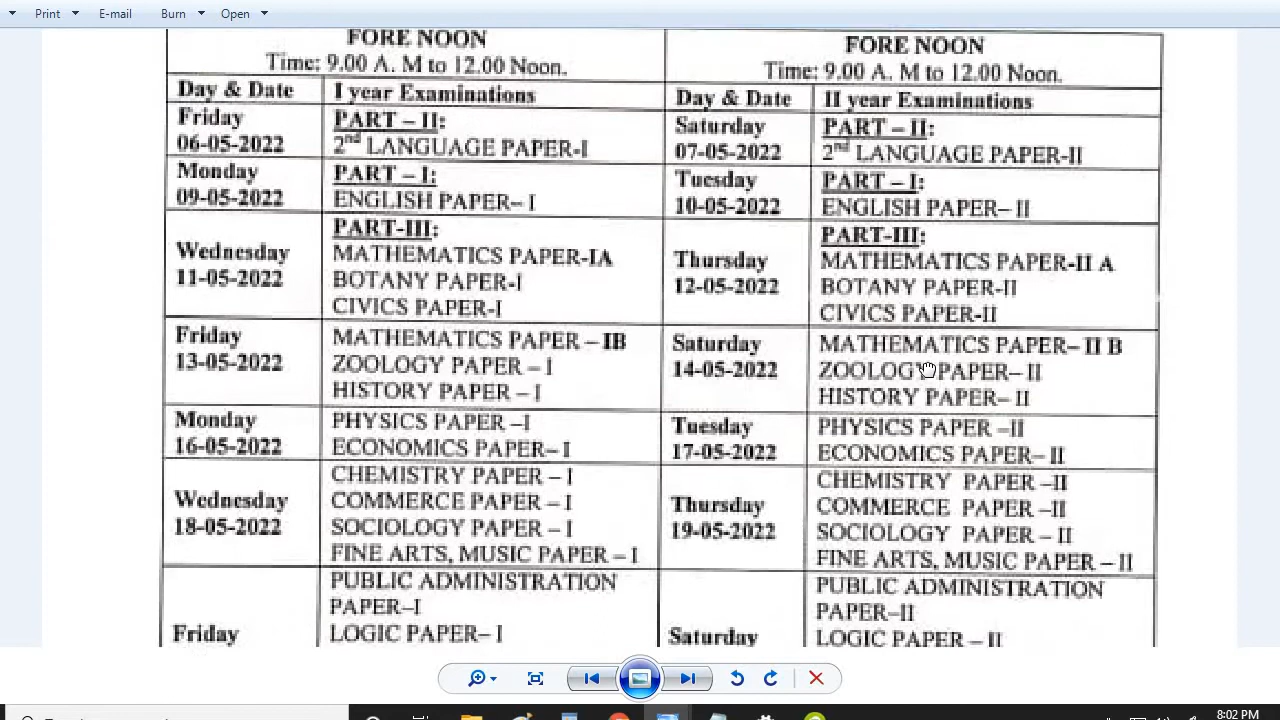 Print E-mail Burn Open
FORE NOON
Time: 9.00 A. M to 12.00 Noon.
Day & Date I year Examinations
Friday
06-05-2022
PART – II:
2nd LANGUAGE PAPER-I
Monday
09-05-2022
PART – I:
ENGLISH PAPER– I
Wednesday
11-05-2022
PART-III:
MATHEMATICS PAPER-IA
BOTANY PAPER-I
CIVICS PAPER-I
Friday
13-05-2022
MATHEMATICS PAPER – IB
ZOOLOGY PAPER – I
HISTORY PAPER – I
Monday
16-05-2022
PHYSICS PAPER –I
ECONOMICS PAPER– I
Wednesday
18-05-2022
CHEMISTRY PAPER – I
COMMERCE PAPER – I
SOCIOLOGY PAPER – I
FINE ARTS, MUSIC PAPER – I
Friday
PUBLIC ADMINISTRATION
PAPER–I
LOGIC PAPER– I
FORE NOON
Time: 9.00 A. M to 12.00 Noon.
Day & Date II year Examinations
Saturday
07-05-2022
PART – II:
2nd LANGUAGE PAPER-II
Tuesday
10-05-2022
PART – I:
ENGLISH PAPER– II
Thursday
12-05-2022
PART-III:
MATHEMATICS PAPER-II A
BOTANY PAPER-II
CIVICS PAPER-II
Saturday
14-05-2022
MATHEMATICS PAPER– II B
ZOOLOGY PAPER– II
HISTORY PAPER– II
Tuesday
17-05-2022
PHYSICS PAPER –II
ECONOMICS PAPER– II
Thursday
19-05-2022
CHEMISTRY PAPER –II
COMMERCE PAPER –II
SOCIOLOGY PAPER – II
FINE ARTS, MUSIC PAPER – II
Saturday
PUBLIC ADMINISTRATION
PAPER–II
LOGIC PAPER – II
8:02 PM